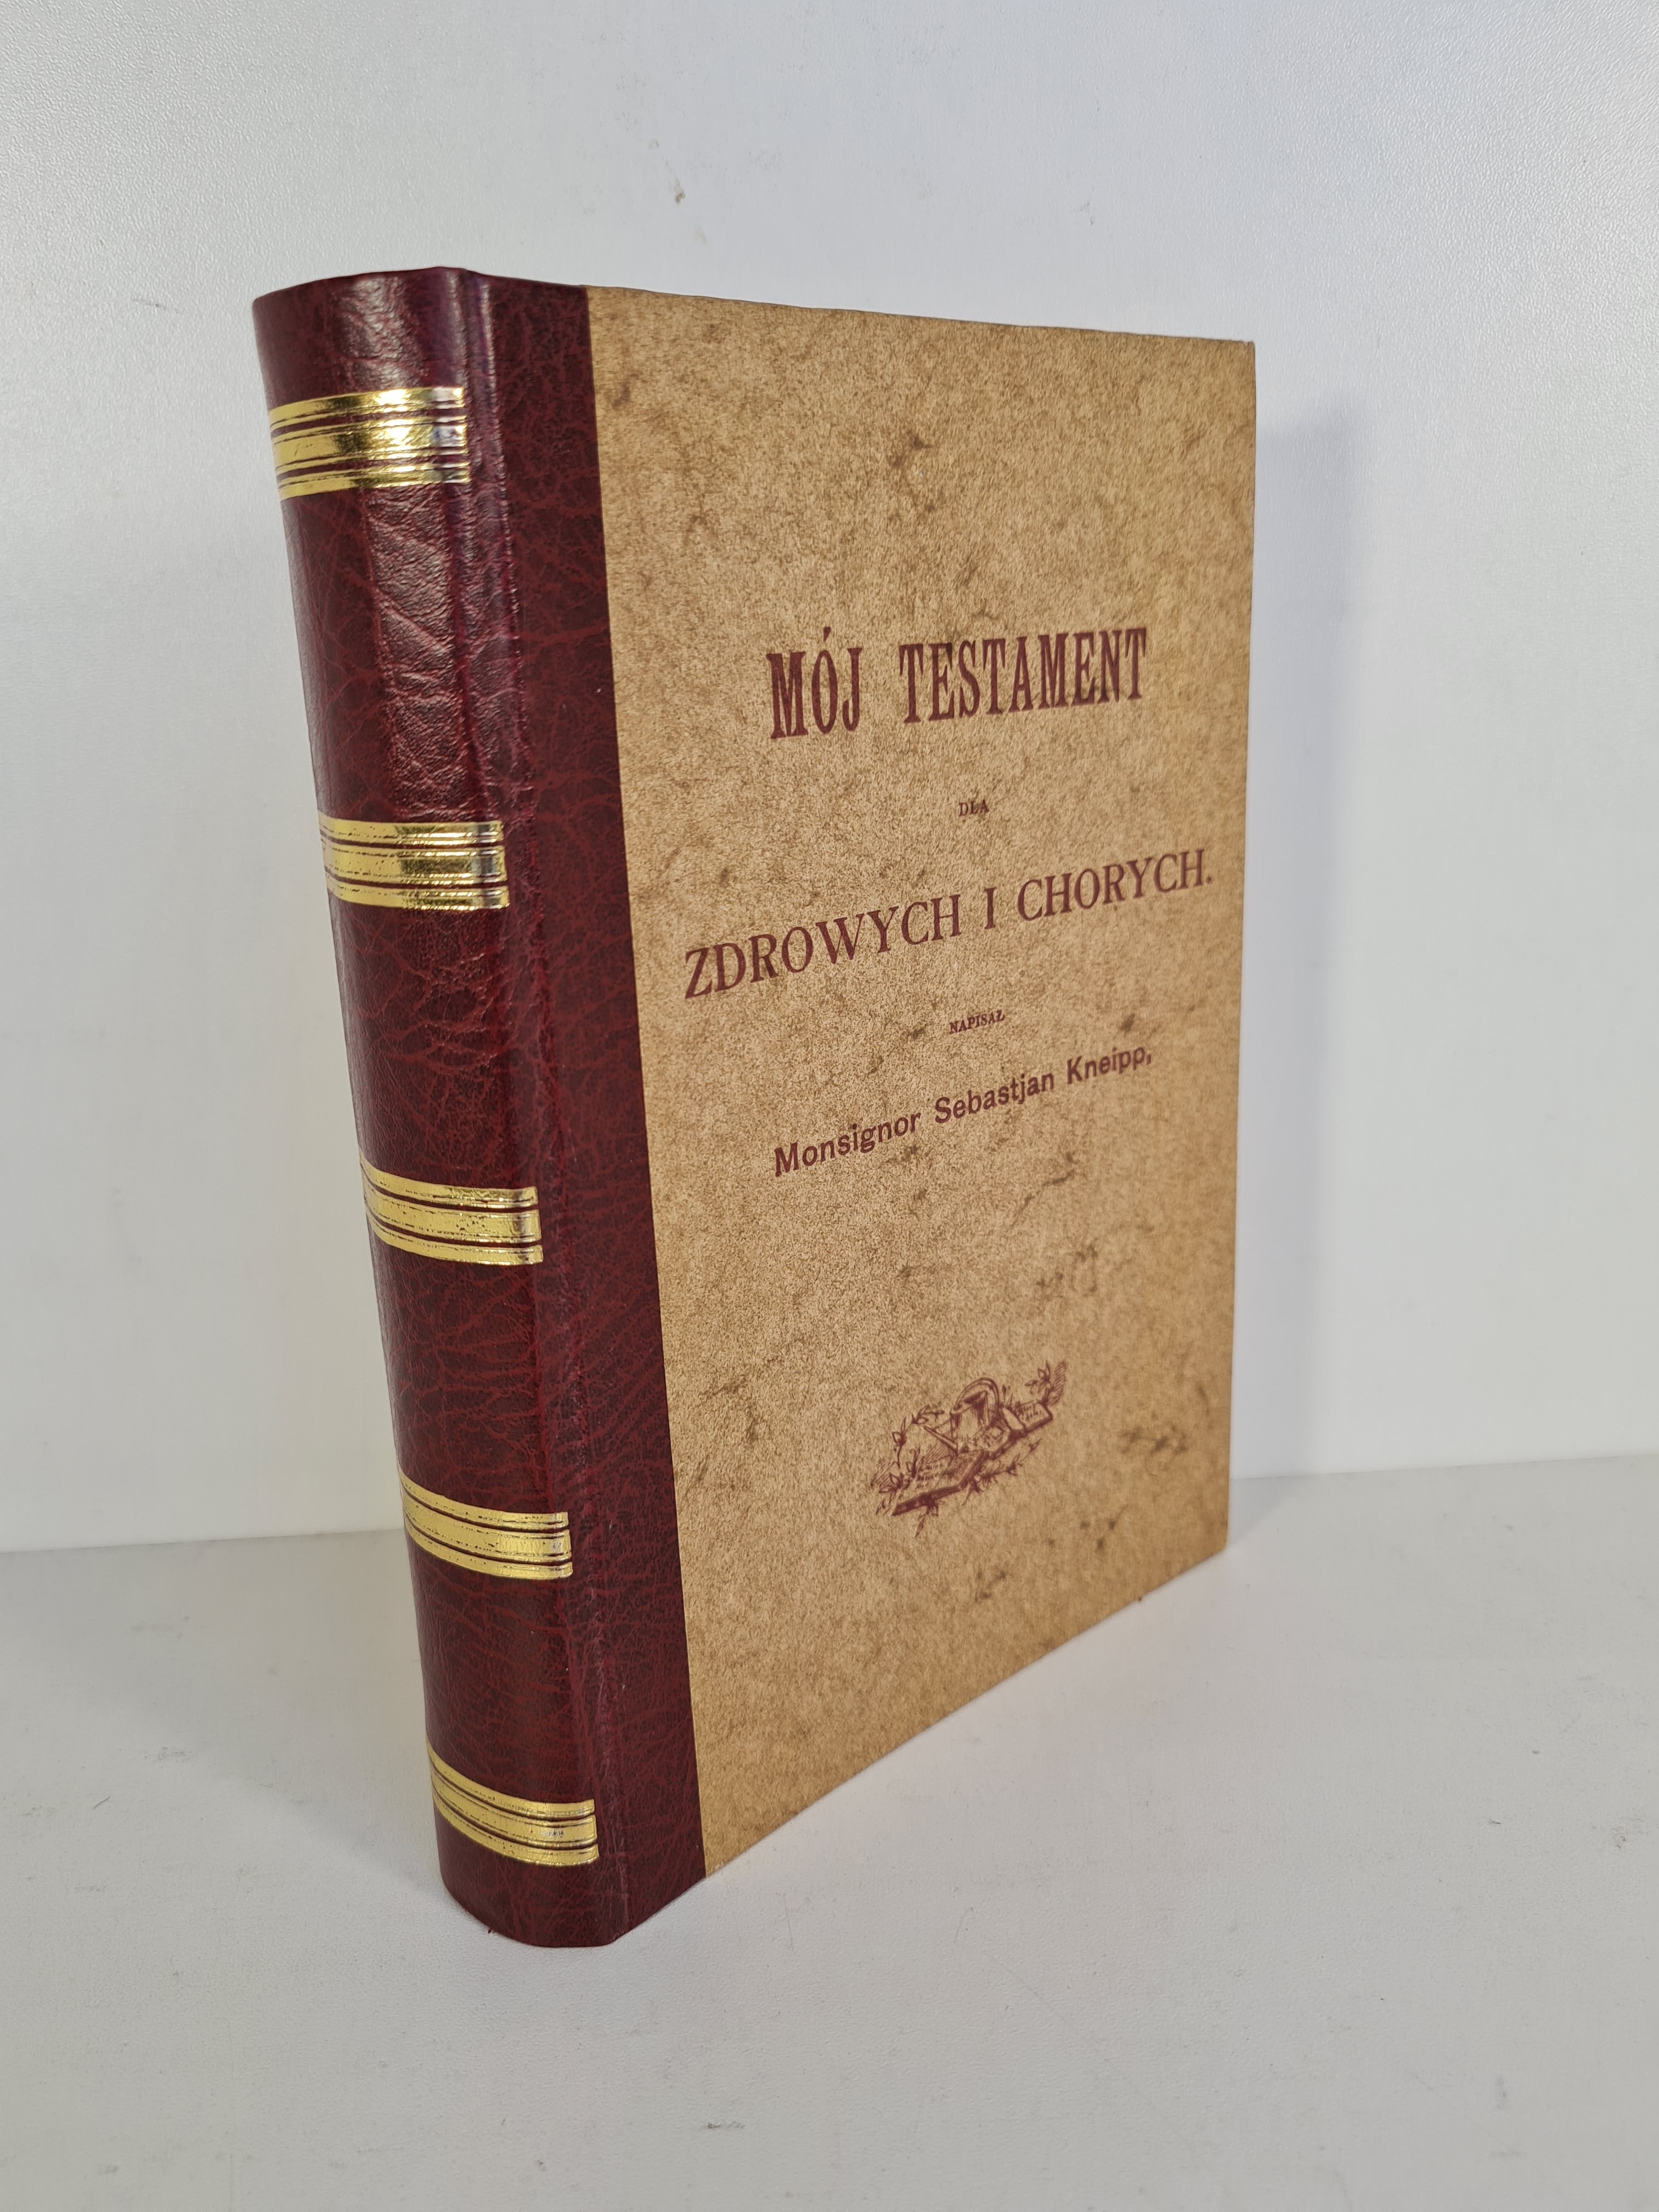 MÓJ TESTAMENT
DLA
ZDROWYCH I CHORYCH.
NAPISAŁ
Monsignor Sebastjan Kneipp,